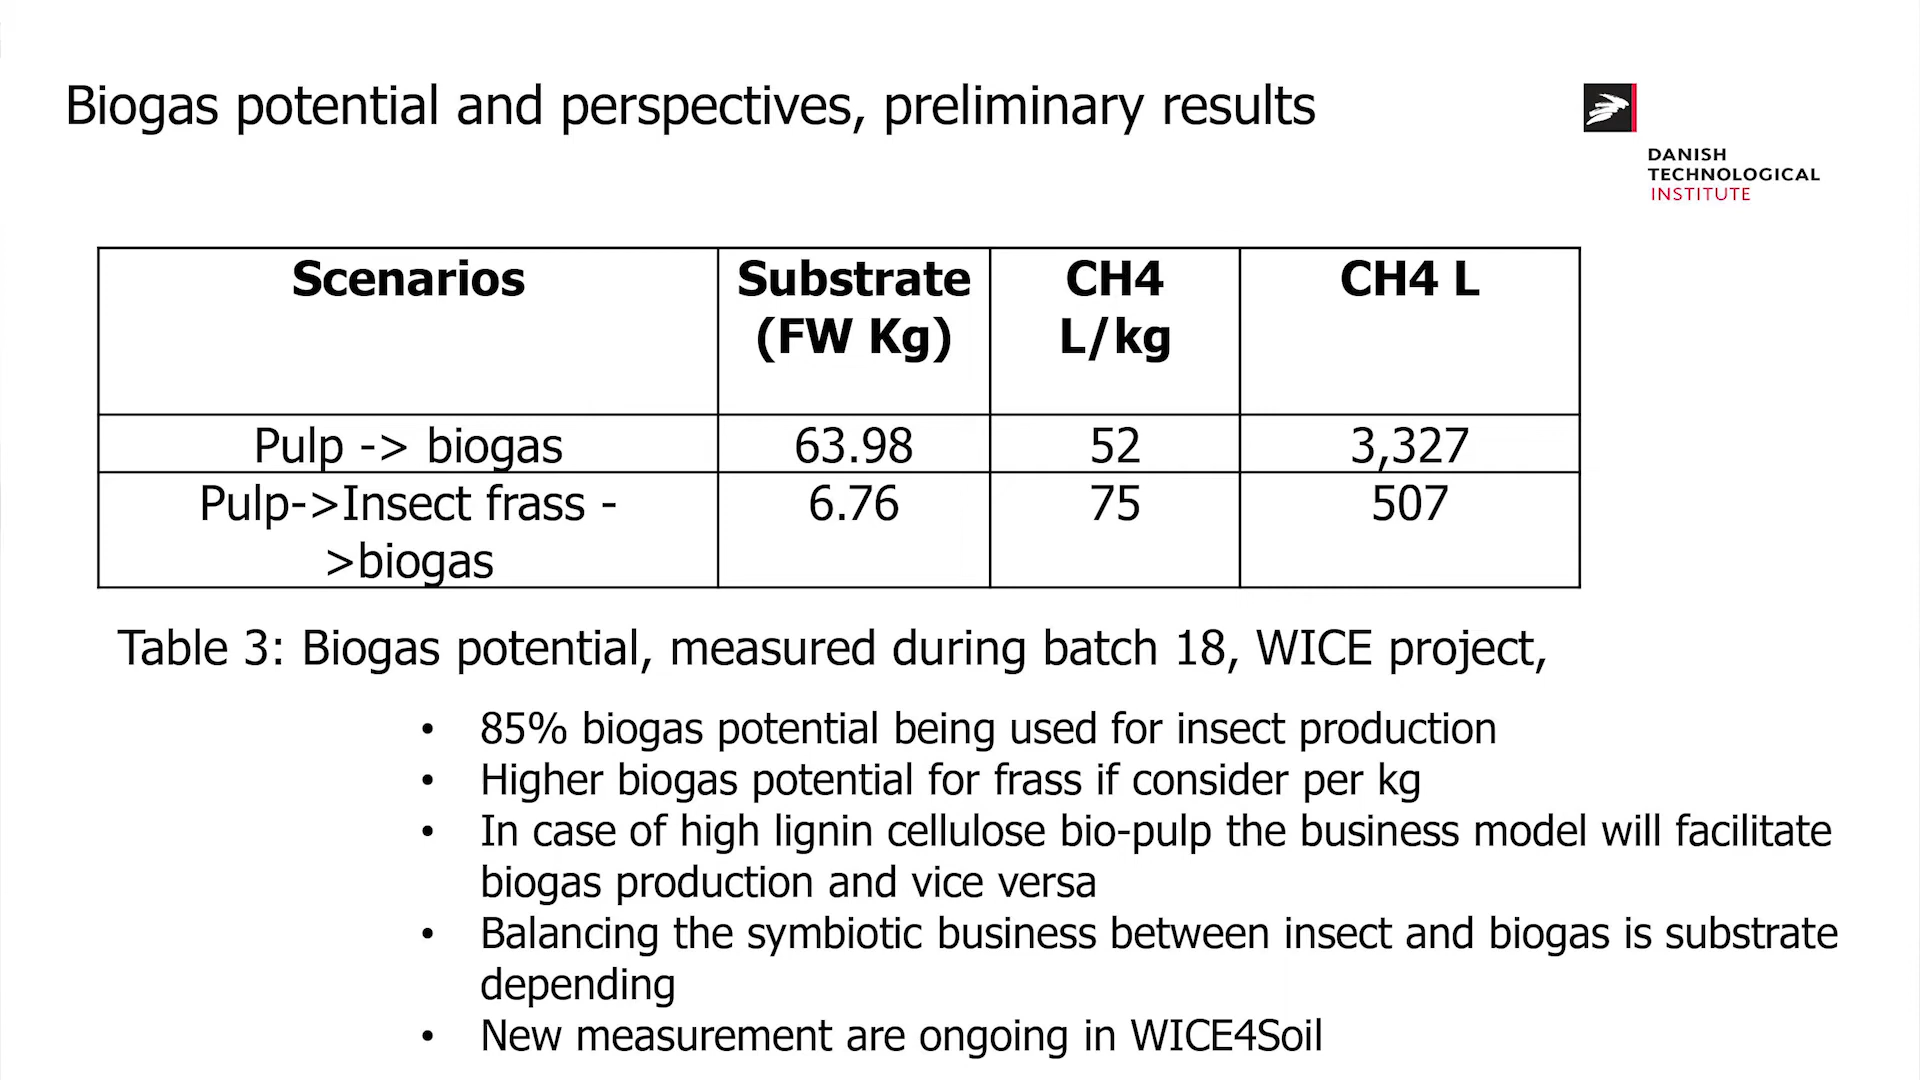 Biogas potential and perspectives, preliminary results
DANISH
TECHNOLOGICAL
INSTITUTE
Scenarios Substrate (FW Kg) CH4 L/kg CH4 L
Pulp -> biogas 63.98 52 3,327
Pulp->Insect frass - 6.76 75 507
>biogas
Table 3: Biogas potential, measured during batch 18, WICE project,
• 85% biogas potential being used for insect production
• Higher biogas potential for frass if consider per kg
• In case of high lignin cellulose bio-pulp the business model will facilitate
biogas production and vice versa
• Balancing the symbiotic business between insect and biogas is substrate
depending
• New measurement are ongoing in WICE4Soil